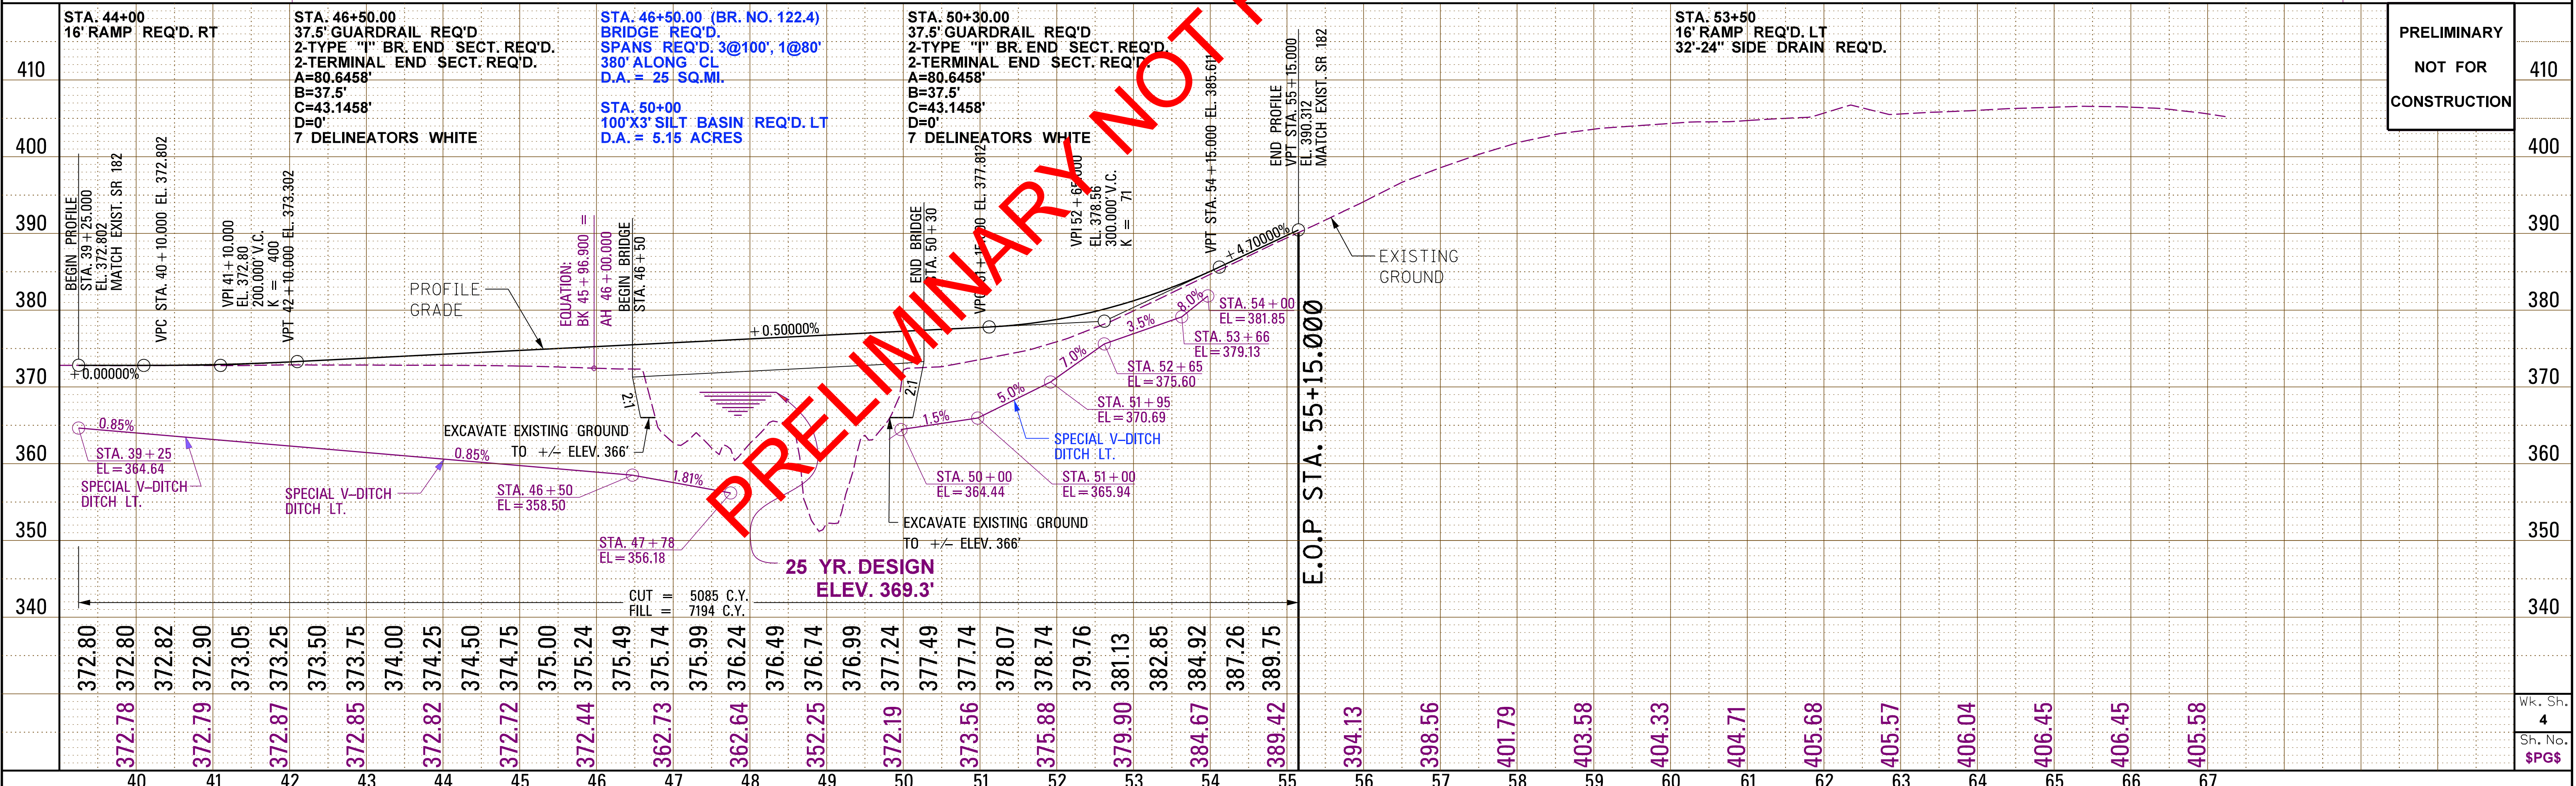 STA. 44+00
16' RAMP REQ'D. RT
STA. 46+50.00
37.5' GUARDRAIL REQ'D
2-TYPE "I" BR. END SECT. REQ'D.
2-TERMINAL END SECT. REQ'D.
A=80.6458'
B=37.5'
C=43.1458'
D=0'
7 DELINEATORS WHITE
STA. 46+50.00 (BR. NO. 122.4)
BRIDGE REQ'D.
SPANS REQ'D. 3@100', 1@80'
380' ALONG CL
D.A. = 25 SQ.MI.
STA. 50+00
100'X3' SILT BASIN REQ'D. LT
D.A. = 5.15 ACRES
STA. 50+30.00
37.5' GUARDRAIL REQ'D
2-TYPE "I" BR. END SECT. REQ'D.
2-TERMINAL END SECT. REQ'D.
A=80.6458'
B=37.5'
C=43.1458'
D=0'
7 DELINEATORS WHITE
STA. 53+50
16' RAMP REQ'D. LT
32'-24" SIDE DRAIN REQ'D.
PRELIMINARY
NOT FOR
CONSTRUCTION
PRELIMINARY NOT
410
400
390
380
370
360
350
340
410
400
390
380
370
360
350
340
BEGIN PROFILE
STA. 39+25.000
EL. 372.802
MATCH EXIST. SR 182
VPC STA. 40+10.000 EL. 372.802
VPI 41+10.000
EL. 372.80
200.000' V.C.
K = 400
VPT 42+10.000 EL. 373.302
PROFILE
GRADE
EQUATION:
BK 45+96.900 =
AH 46+00.000
BEGIN BRIDGE
STA. 46+50
END BRIDGE
STA. 50+30
EL. 377.812
VPI 52+
EL. 378.56
300.000' V.C.
K = 71
VPT STA. 54+15.000 EL. 385.611
END PROFILE
VPT STA. 55+15.000
EL. 390.312
MATCH EXIST. SR 182
EXISTING
GROUND
+0.00000%
+0.50000%
+4.70000%
2:1
2:1
0.85%
0.85%
1.81%
1.5%
5.0%
7.0%
3.5%
8.0%
STA. 39+25
EL=364.64
SPECIAL V-DITCH
DITCH LT.
SPECIAL V-DITCH
DITCH LT.
EXCAVATE EXISTING GROUND
TO +/- ELEV. 366'
STA. 46+50
EL=358.50
STA. 47+78
EL=356.18
25 YR. DESIGN
ELEV. 369.3'
EXCAVATE EXISTING GROUND
TO +/- ELEV. 366'
STA. 50+00
EL=364.44
STA. 51+00
EL=365.94
SPECIAL V-DITCH
DITCH LT.
STA. 51+95
EL=370.69
STA. 52+65
EL=375.60
STA. 53+66
EL=379.13
STA. 54+00
EL=381.85
E.O.P STA. 55+15.000
CUT = 5085 C.Y.
FILL = 7194 C.Y.
372.80 372.80 372.82 372.90 373.05 373.25 373.50 373.75 374.00 374.25 374.50 374.75 375.00 375.24 375.49 375.74 375.99 376.24 376.49 376.74 376.99 377.24 377.49 377.74 378.07 378.74 379.76 381.13 382.85 384.92 387.26 389.75
372.78 372.79 372.87 372.85 372.82 372.72 372.44 362.73 362.64 352.25 372.19 373.56 375.88 379.90 384.67 389.42 394.13 398.56 401.79 403.58 404.33 404.71 405.68 405.57 406.04 406.45 406.45 405.58
40 41 42 43 44 45 46 47 48 49 50 51 52 53 54 55 56 57 58 59 60 61 62 63 64 65 66 67
Wk. Sh.
4
Sh. No.
$PG$